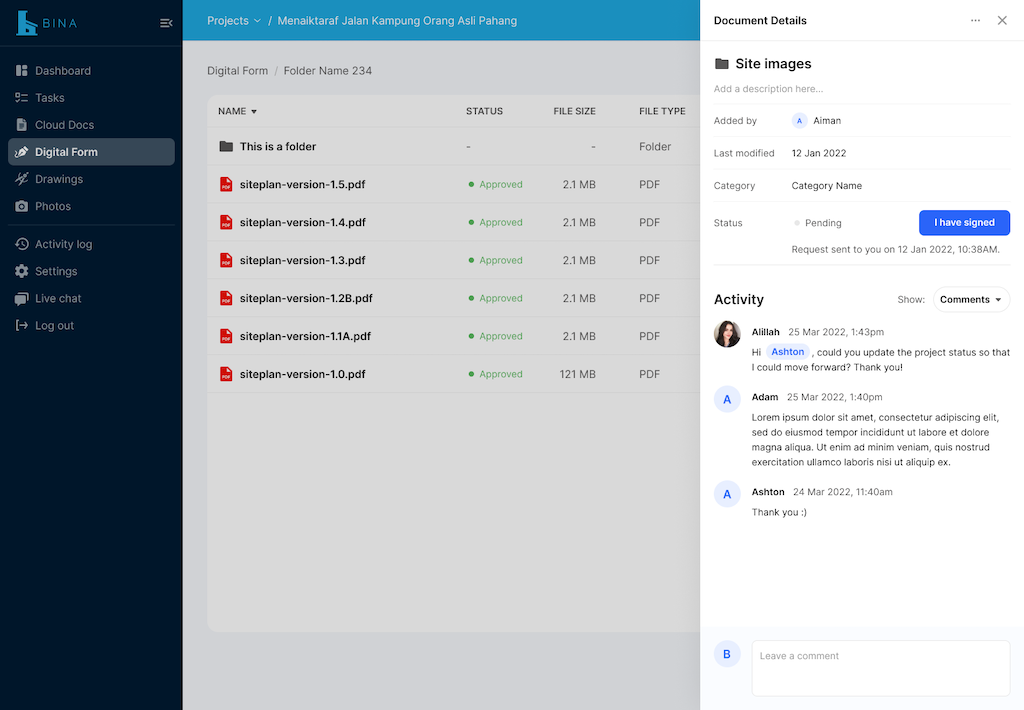 BINA
Dashboard
Tasks
Cloud Docs
Digital Form
Drawings
Photos
Activity log
Settings
Live chat
Log out
Projects / Menaiktaraf Jalan Kampung Orang Asli Pahang
Digital Form / Folder Name 234
NAME STATUS FILE SIZE FILE TYPE
This is a folder - - Folder
PDF siteplan-version-1.5.pdf Approved 2.1 MB PDF
PDF siteplan-version-1.4.pdf Approved 2.1 MB PDF
PDF siteplan-version-1.3.pdf Approved 2.1 MB PDF
PDF siteplan-version-1.2B.pdf Approved 2.1 MB PDF
PDF siteplan-version-1.1A.pdf Approved 2.1 MB PDF
PDF siteplan-version-1.0.pdf Approved 121 MB PDF
Document Details
Site images
Add a description here...
Added by A Aiman
Last modified 12 Jan 2022
Category Category Name
Status Pending I have signed
Request sent to you on 12 Jan 2022, 10:38AM.
Activity Show: Comments
Alillah 25 Mar 2022, 1:43pm
Hi Ashton , could you update the project status so that
I could move forward? Thank you!
A Adam 25 Mar 2022, 1:40pm
Lorem ipsum dolor sit amet, consectetur adipiscing elit,
sed do eiusmod tempor incididunt ut labore et dolore
magna aliqua. Ut enim ad minim veniam, quis nostrud
exercitation ullamco laboris nisi ut aliquip ex.
A Ashton 24 Mar 2022, 11:40am
Thank you :)
B Leave a comment